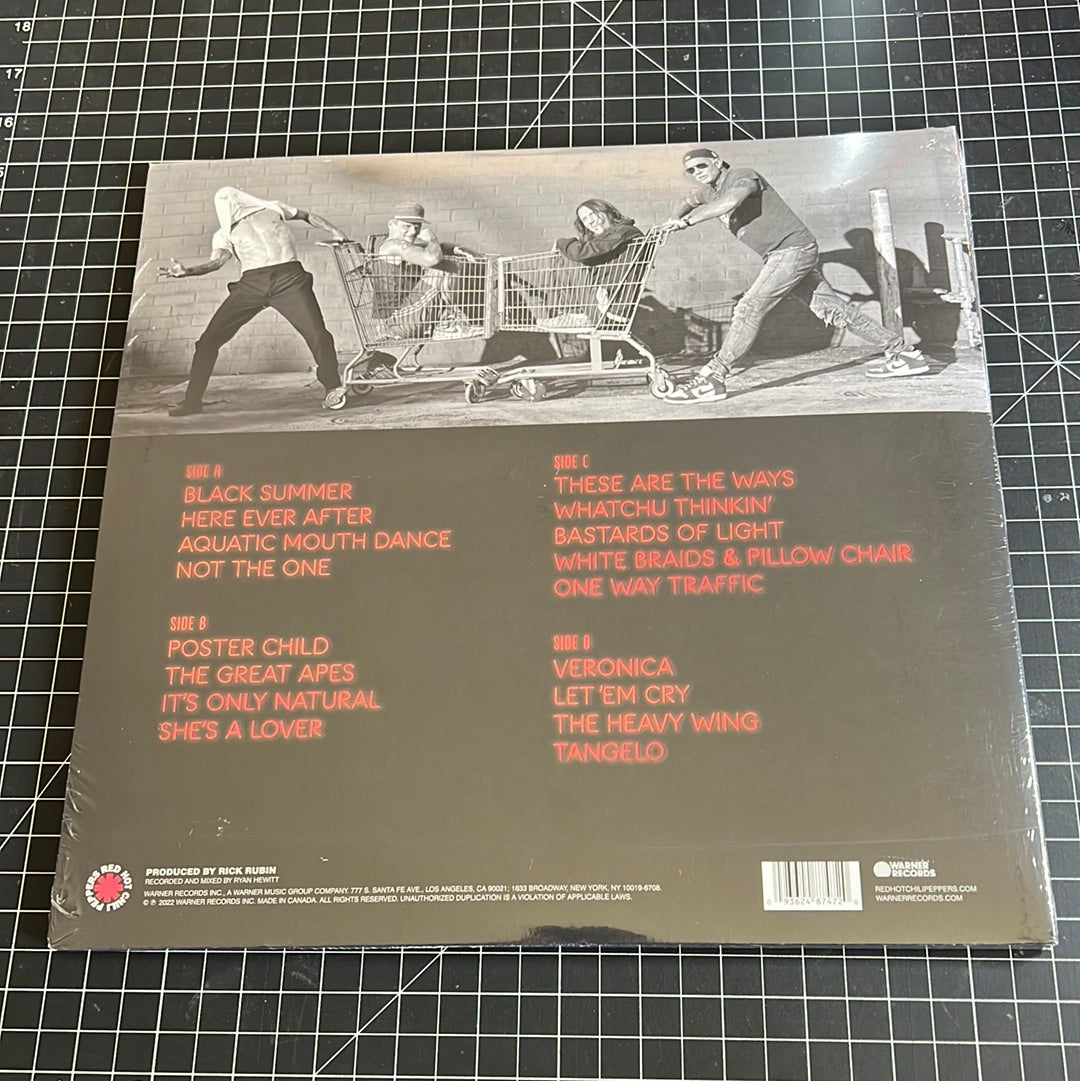 18
17
16
SIDE A
BLACK SUMMER
HERE EVER AFTER
AQUATIC MOUTH DANCE
NOT THE ONE
SIDE B
POSTER CHILD
THE GREAT APES
IT'S ONLY NATURAL
SHE'S A LOVER
SIDE C
THESE ARE THE WAYS
WHATCHU THINKIN'
BASTARDS OF LIGHT
WHITE BRAIDS & PILLOW CHAIR
ONE WAY TRAFFIC
SIDE D
VERONICA
LET 'EM CRY
THE HEAVY WING
TANGELO
RED HOT CHILI PEPPERS
PRODUCED BY RICK RUBIN
RECORDED AND MIXED BY RYAN HEWITT
WARNER RECORDS INC., A WARNER MUSIC GROUP COMPANY. 777 S. SANTA FE AVE., LOS ANGELES, CA 90021; 1633 BROADWAY, NEW YORK, NY 10019-6708.
© ℗ 2022 WARNER RECORDS INC. MADE IN CANADA. ALL RIGHTS RESERVED. UNAUTHORIZED DUPLICATION IS A VIOLATION OF APPLICABLE LAWS.
0 93624 87472 0
WARNER RECORDS
REDHOTCHILIPEPPERS.COM
WARNERRECORDS.COM